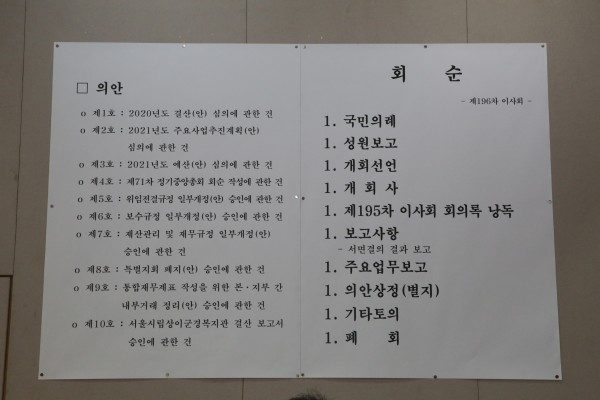 □ 의안
o 제1호 : 2020년도 결산(안) 심의에 관한 건
o 제2호 : 2021년도 주요사업추진계획(안)
심의에 관한 건
o 제3호 : 2021년도 예산(안) 심의에 관한 건
o 제4호 : 제71차 정기중앙총회 회순 작성에 관한 건
o 제5호 : 위임전결규정 일부개정(안) 승인에 관한 건
o 제6호 : 보수규정 일부개정(안) 승인에 관한 건
o 제7호 : 재산관리 및 재무규정 일부개정(안)
승인에 관한 건
o 제8호 : 특별지회 폐지(안) 승인에 관한 건
o 제9호 : 통합재무제표 작성을 위한 본·지부 간
내부거래 정리(안) 승인에 관한 건
o 제10호 : 서울시립상이군경복지관 결산 보고서
승인에 관한 건
회 순
- 제196차 이사회 -
1. 국민의례
1. 성원보고
1. 개회선언
1. 개 회 사
1. 제195차 이사회 회의록 낭독
1. 보고사항
- 서면결의 결과 보고
1. 주요업무보고
1. 의안상정(별지)
1. 기타토의
1. 폐 회